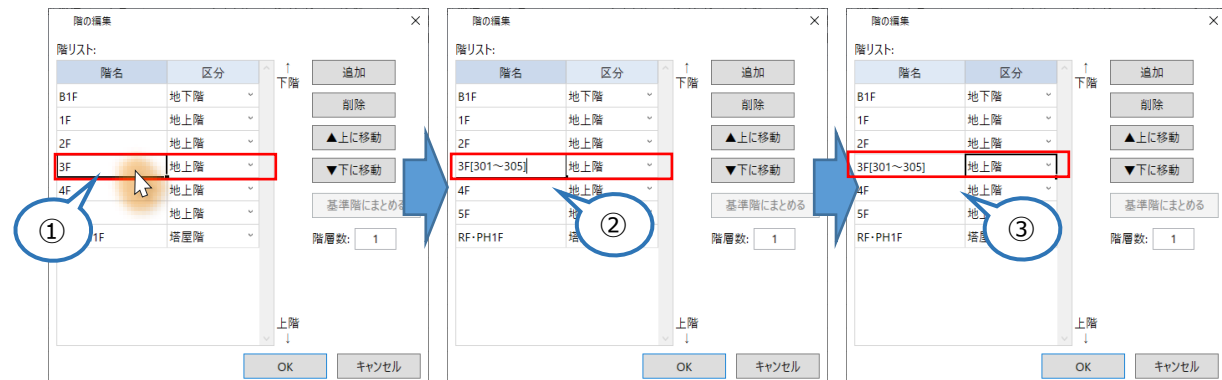 階の編集
階リスト:
階名 区分
B1F 地下階
1F 地上階
2F 地上階
3F 地上階
4F 地上階
地上階
1F 塔屋階
↑
下階
上階
↓
追加
削除
▲上に移動
▼下に移動
基準階にまとめる
階層数: 1
OK キャンセル
①
階の編集
階リスト:
階名 区分
B1F 地下階
1F 地上階
2F 地上階
3F[301～305] 地上階
4F 地上階
5F 地
RF・PH1F 塔
↑
下階
上階
↓
追加
削除
▲上に移動
▼下に移動
基準階にまとめる
階層数: 1
OK キャンセル
②
階の編集
階リスト:
階名 区分
B1F 地下階
1F 地上階
2F 地上階
3F[301～305] 地上階
4F 地上階
5F 地上
RF・PH1F 塔屋階
↑
下階
上階
↓
追加
削除
▲上に移動
▼下に移動
基準階にまとめる
階層数: 1
OK キャンセル
③